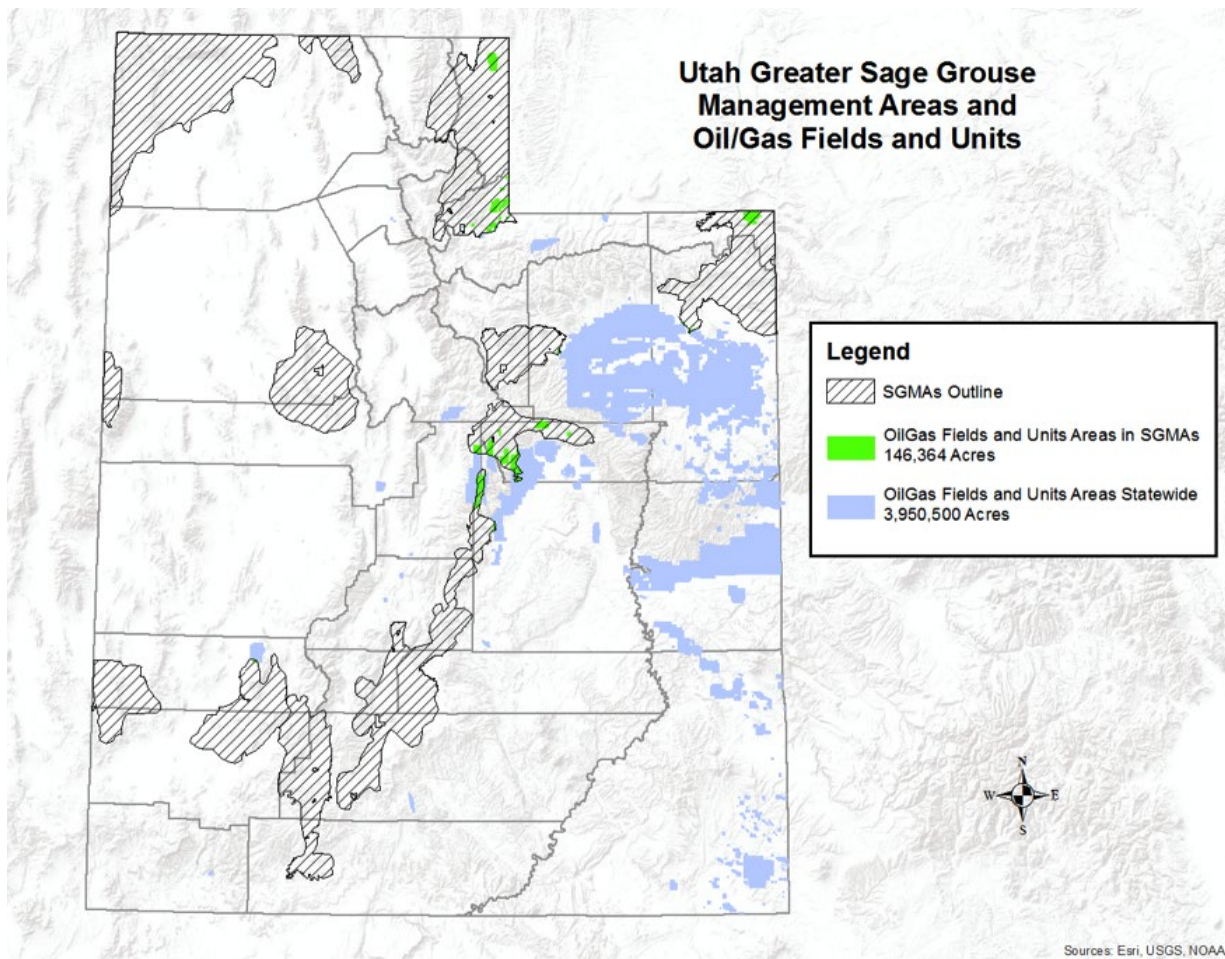 Utah Greater Sage Grouse
Management Areas and
Oil/Gas Fields and Units
Legend
SGMAs Outline
OilGas Fields and Units Areas in SGMAs
146,364 Acres
OilGas Fields and Units Areas Statewide
3,950,500 Acres
N
W E
S
Sources: Esri, USGS, NOAA